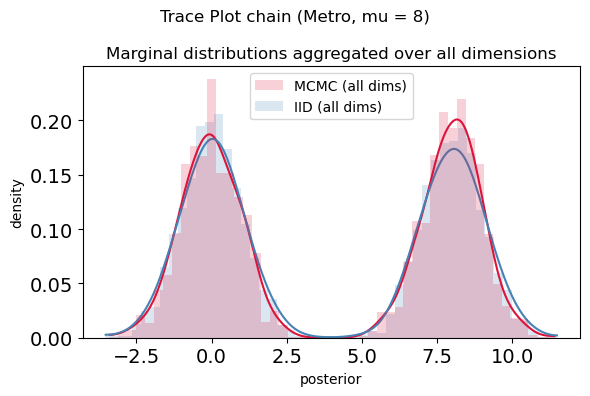 Trace Plot chain (Metro, mu = 8)
Marginal distributions aggregated over all dimensions
MCMC (all dims)
IID (all dims)
density
0.20
0.15
0.10
0.05
0.00
−2.5 0.0 2.5 5.0 7.5 10.0
posterior